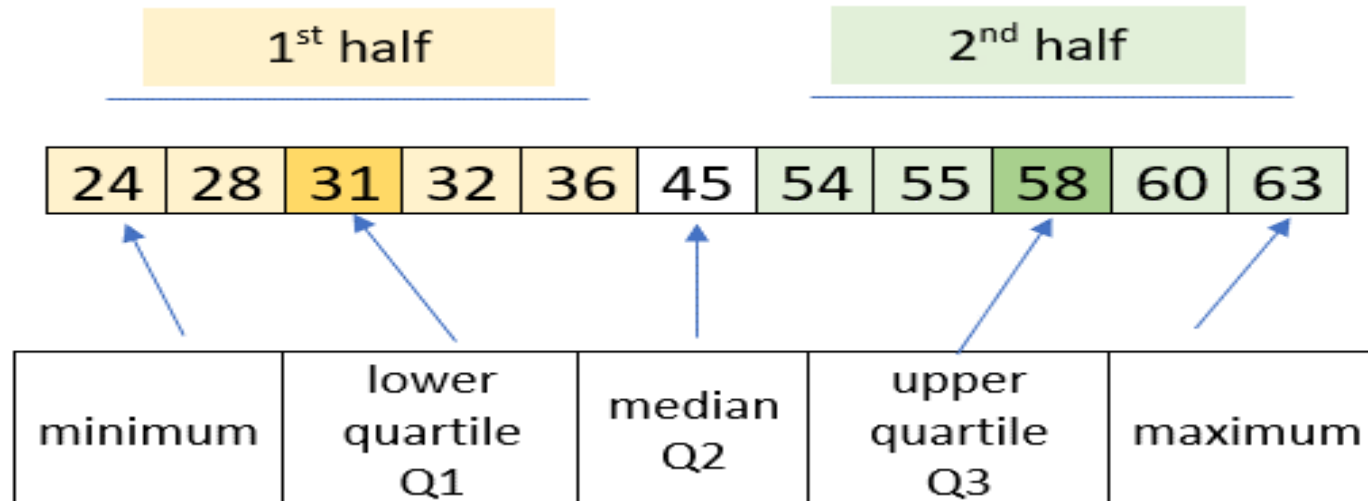 1st half
2nd half
24 28 31 32 36 45 54 55 58 60 63
minimum
lower
quartile
Q1
median
Q2
upper
quartile
Q3
maximum